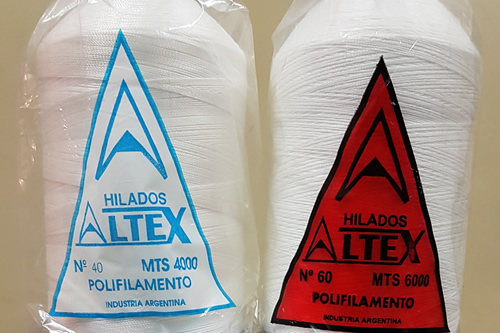 HILADOS
ALTEX
Nº 40 MTS 4000
POLIFILAMENTO
INDUSTRIA ARGENTINA
HILADOS
ALTEX
Nº 60 MTS 6000
POLIFILAMENTO
INDUSTRIA ARGENTINA